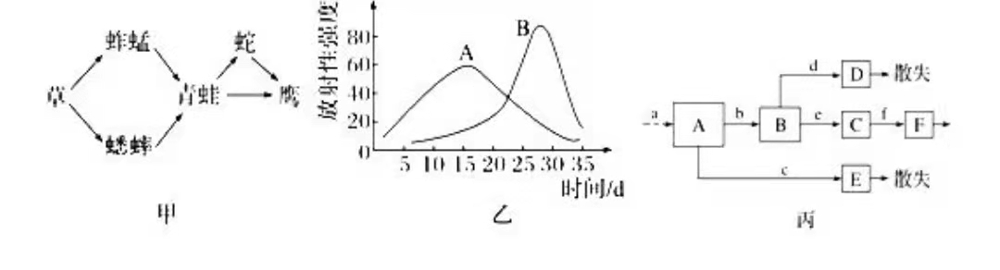 草
蚱蜢
蟋蟀
青蛙
蛇
鹰
甲
放射性强度
80
60
40
20
0
A
B
5 10 15 20 25 30 35
时间/d
乙
a
A
b
B
d
D
散失
e
C
f
F
c
E
散失
丙